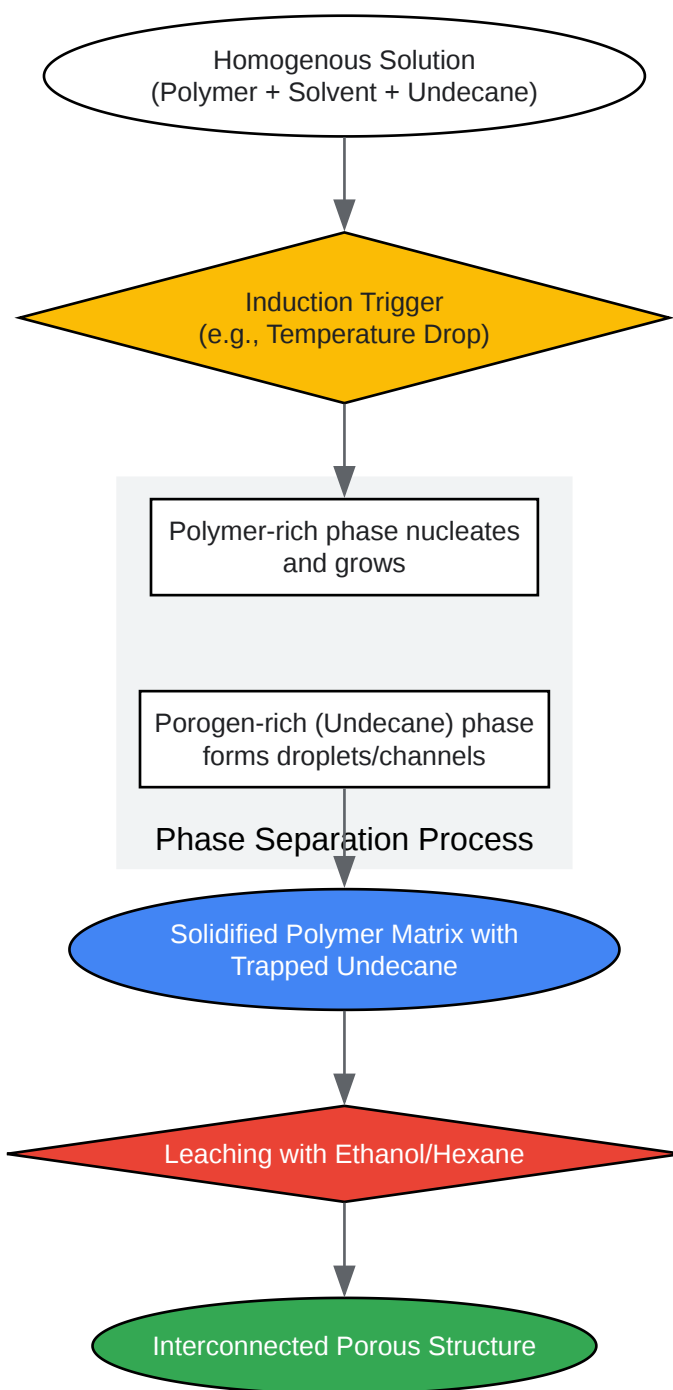 Homogenous Solution
(Polymer + Solvent + Undecane)
Induction Trigger
(e.g., Temperature Drop)
Polymer-rich phase nucleates
and grows
Porogen-rich (Undecane) phase
forms droplets/channels
Phase Separation Process
Solidified Polymer Matrix with
Trapped Undecane
Leaching with Ethanol/Hexane
Interconnected Porous Structure